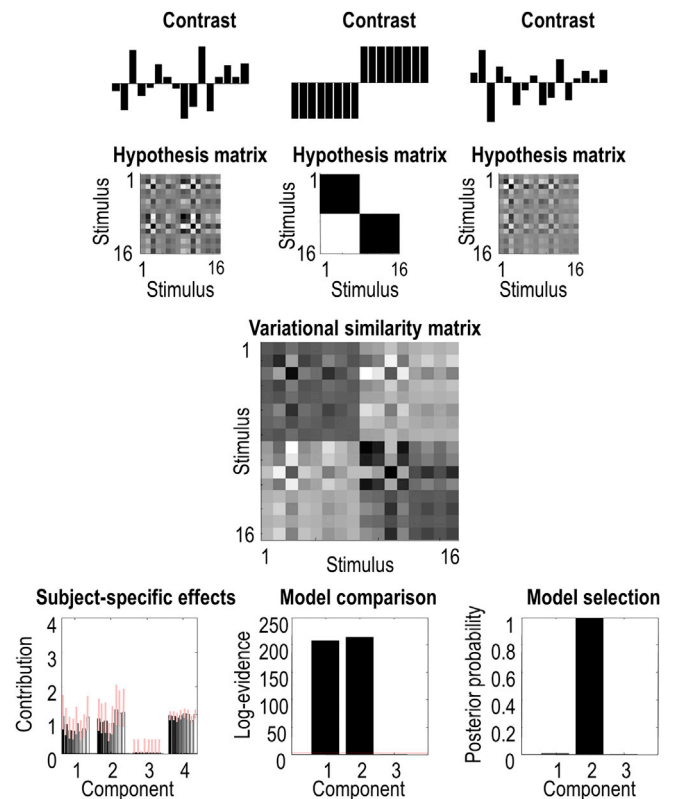 Contrast
Contrast
Contrast
Hypothesis matrix
Hypothesis matrix
Hypothesis matrix
Stimulus
1
16
1
16
Stimulus
Stimulus
1
16
1
16
Stimulus
Stimulus
1
16
1
16
Stimulus
Variational similarity matrix
Stimulus
1
16
1
16
Stimulus
Subject-specific effects
Contribution
4
3
2
1
0
1 2 3 4
Component
Model comparison
Log-evidence
250
200
150
100
50
0
1 2 3
Component
Model selection
Posterior probability
1
0.8
0.6
0.4
0.2
0
1 2 3
Component